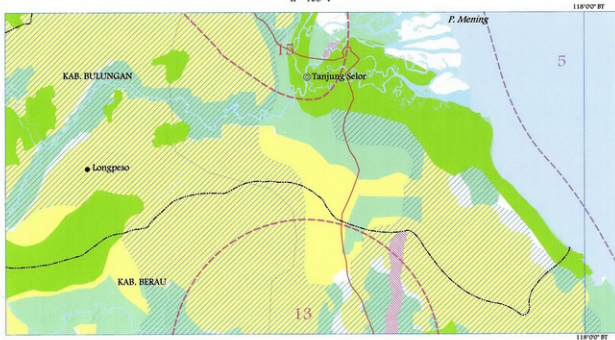 118°00' BT
P. Mening
15
5
KAB. BULUNGAN
Tanjung Selor
Longpeso
KAB. BERAU
13
118°00' BT